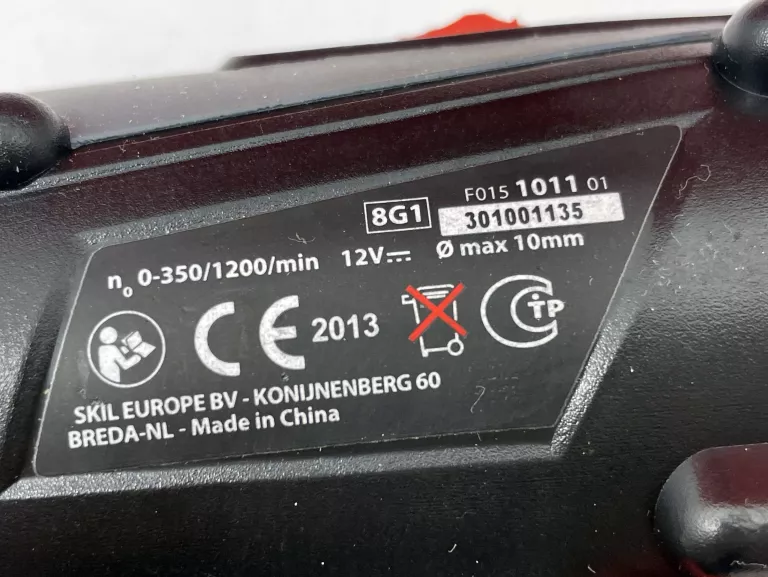 F015 1011 01
8G1 301001135
n₀ 0-350/1200/min 12V⎓ Ø max 10mm
CE 2013 CTP
SKIL EUROPE BV - KONIJNENBERG 60
BREDA-NL - Made in China